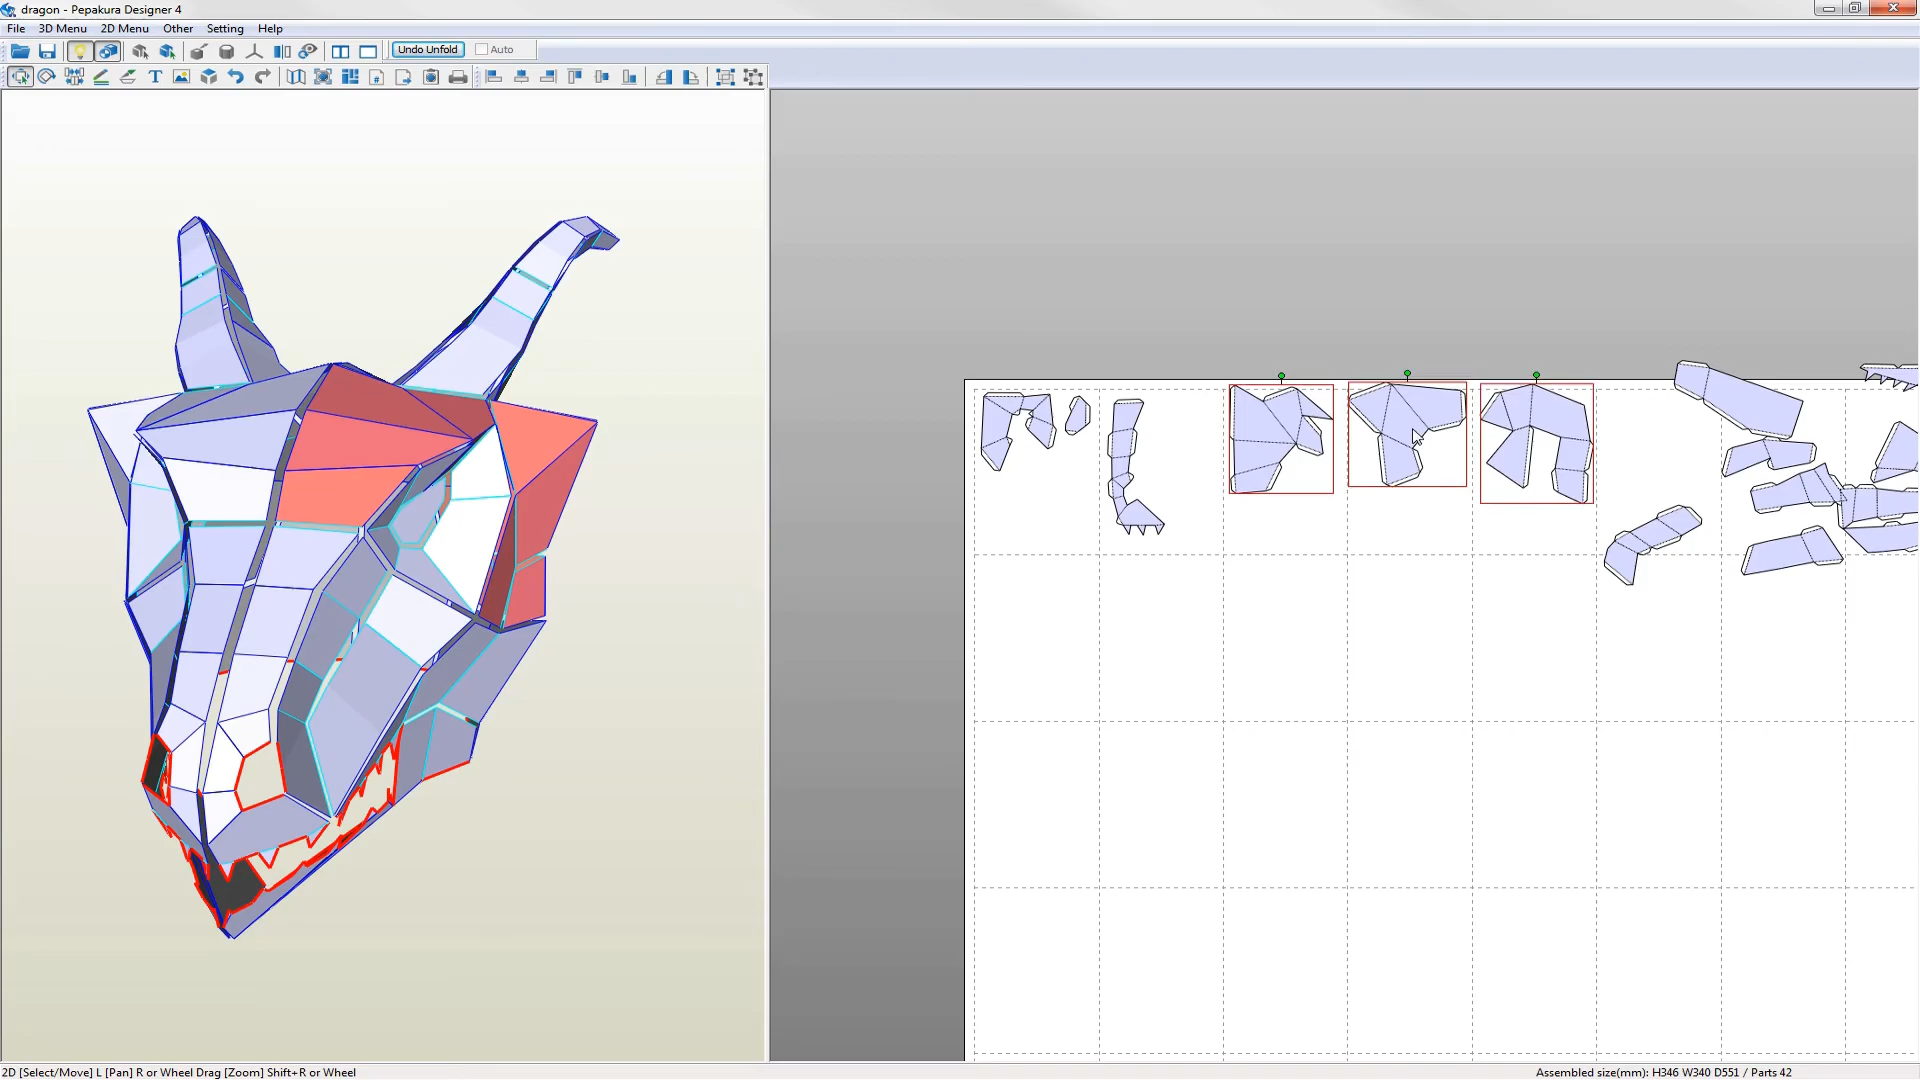 dragon - Pepakura Designer 4
File 3D Menu 2D Menu Other Setting Help
Undo Unfold Auto
2D [Select/Move] L [Pan] R or Wheel Drag [Zoom] Shift+R or Wheel
Assembled size(mm): H346 W340 D551 / Parts 42